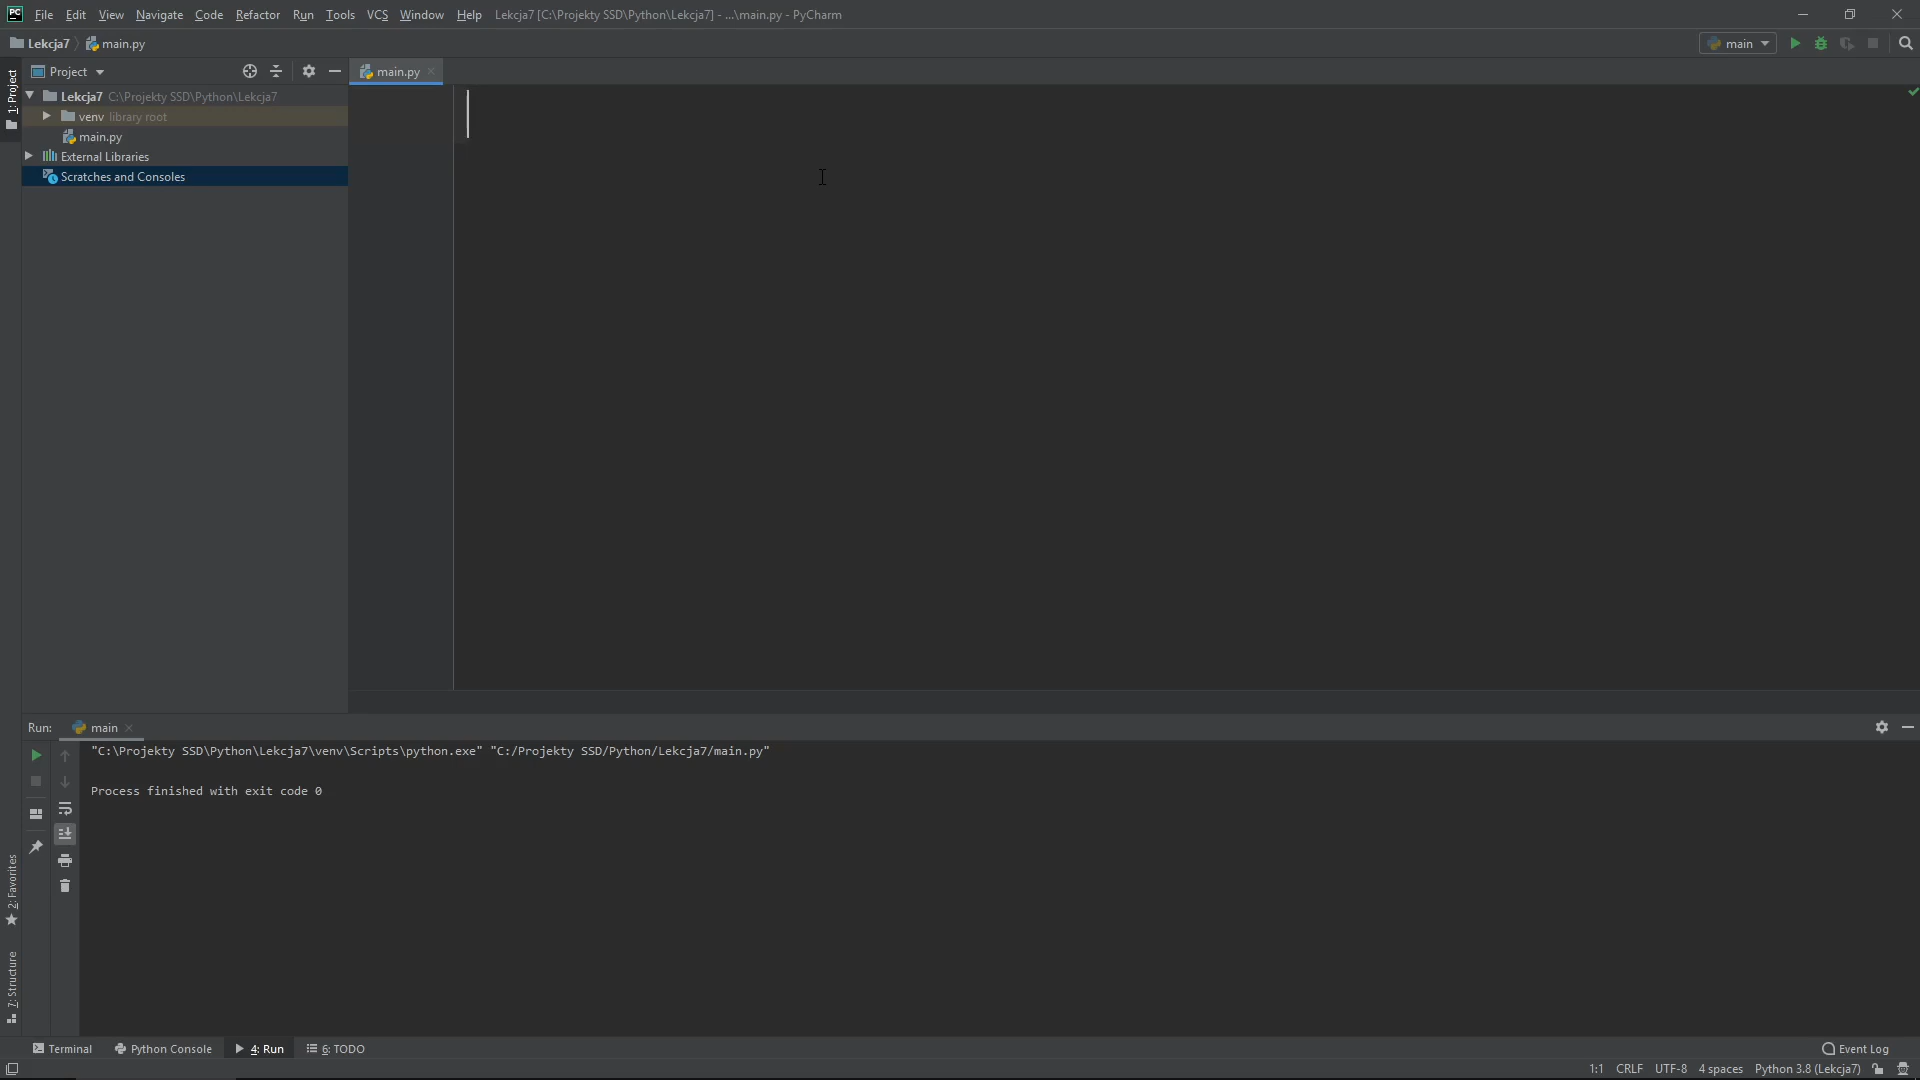 PC File Edit View Navigate Code Refactor Run Tools VCS Window Help Lekcja7 [C:\Projekty SSD\Python\Lekcja7] - ...\main.py - PyCharm
Lekcja7 main.py main
1: Project
Project
main.py
Lekcja7 C:\Projekty SSD\Python\Lekcja7
venv library root
main.py
External Libraries
Scratches and Consoles
Run: main
"C:\Projekty SSD\Python\Lekcja7\venv\Scripts\python.exe" "C:/Projekty SSD/Python/Lekcja7/main.py"
Process finished with exit code 0
2: Favorites
7: Structure
Terminal Python Console 4: Run 6: TODO Event Log
1:1 CRLF UTF-8 4 spaces Python 3.8 (Lekcja7)